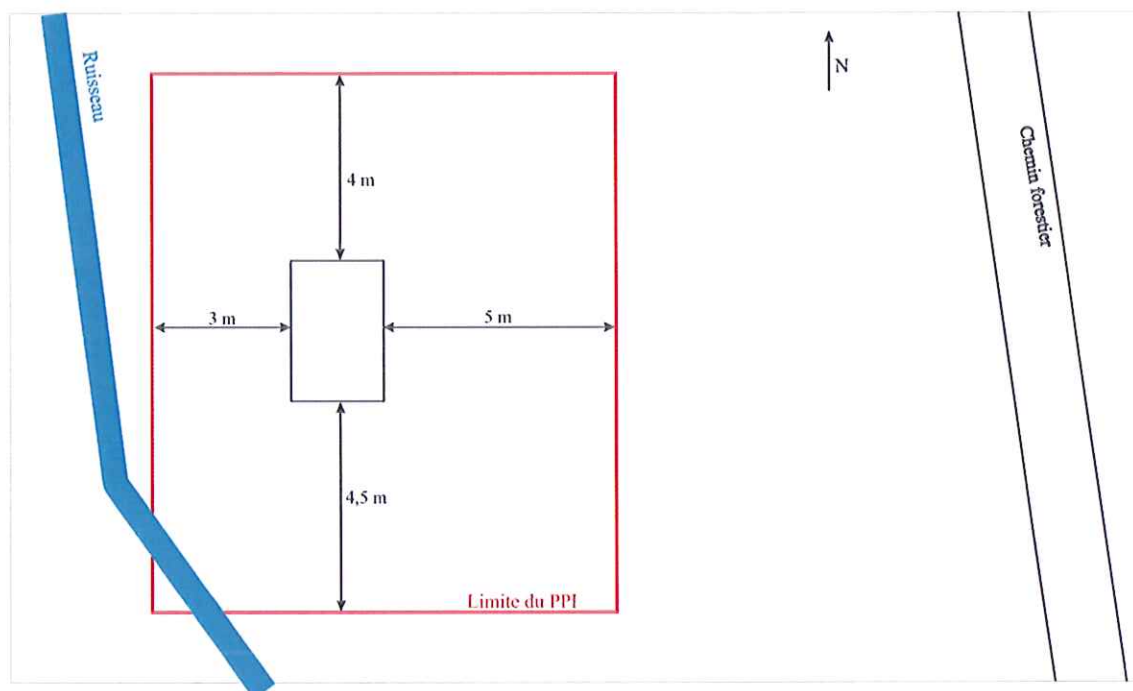 Ruisseau
N
Chemin forestier
4 m
3 m
5 m
4,5 m
Limite du PPI